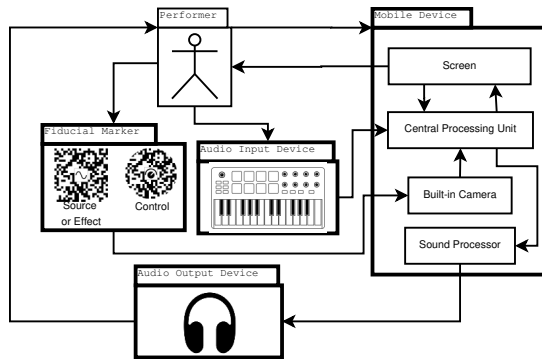 Performer
Mobile Device
Screen
Fiducial Marker
Central Processing Unit
Audio Input Device
Source
or Effect
Control
Built-in Camera
Sound Processor
Audio Output Device